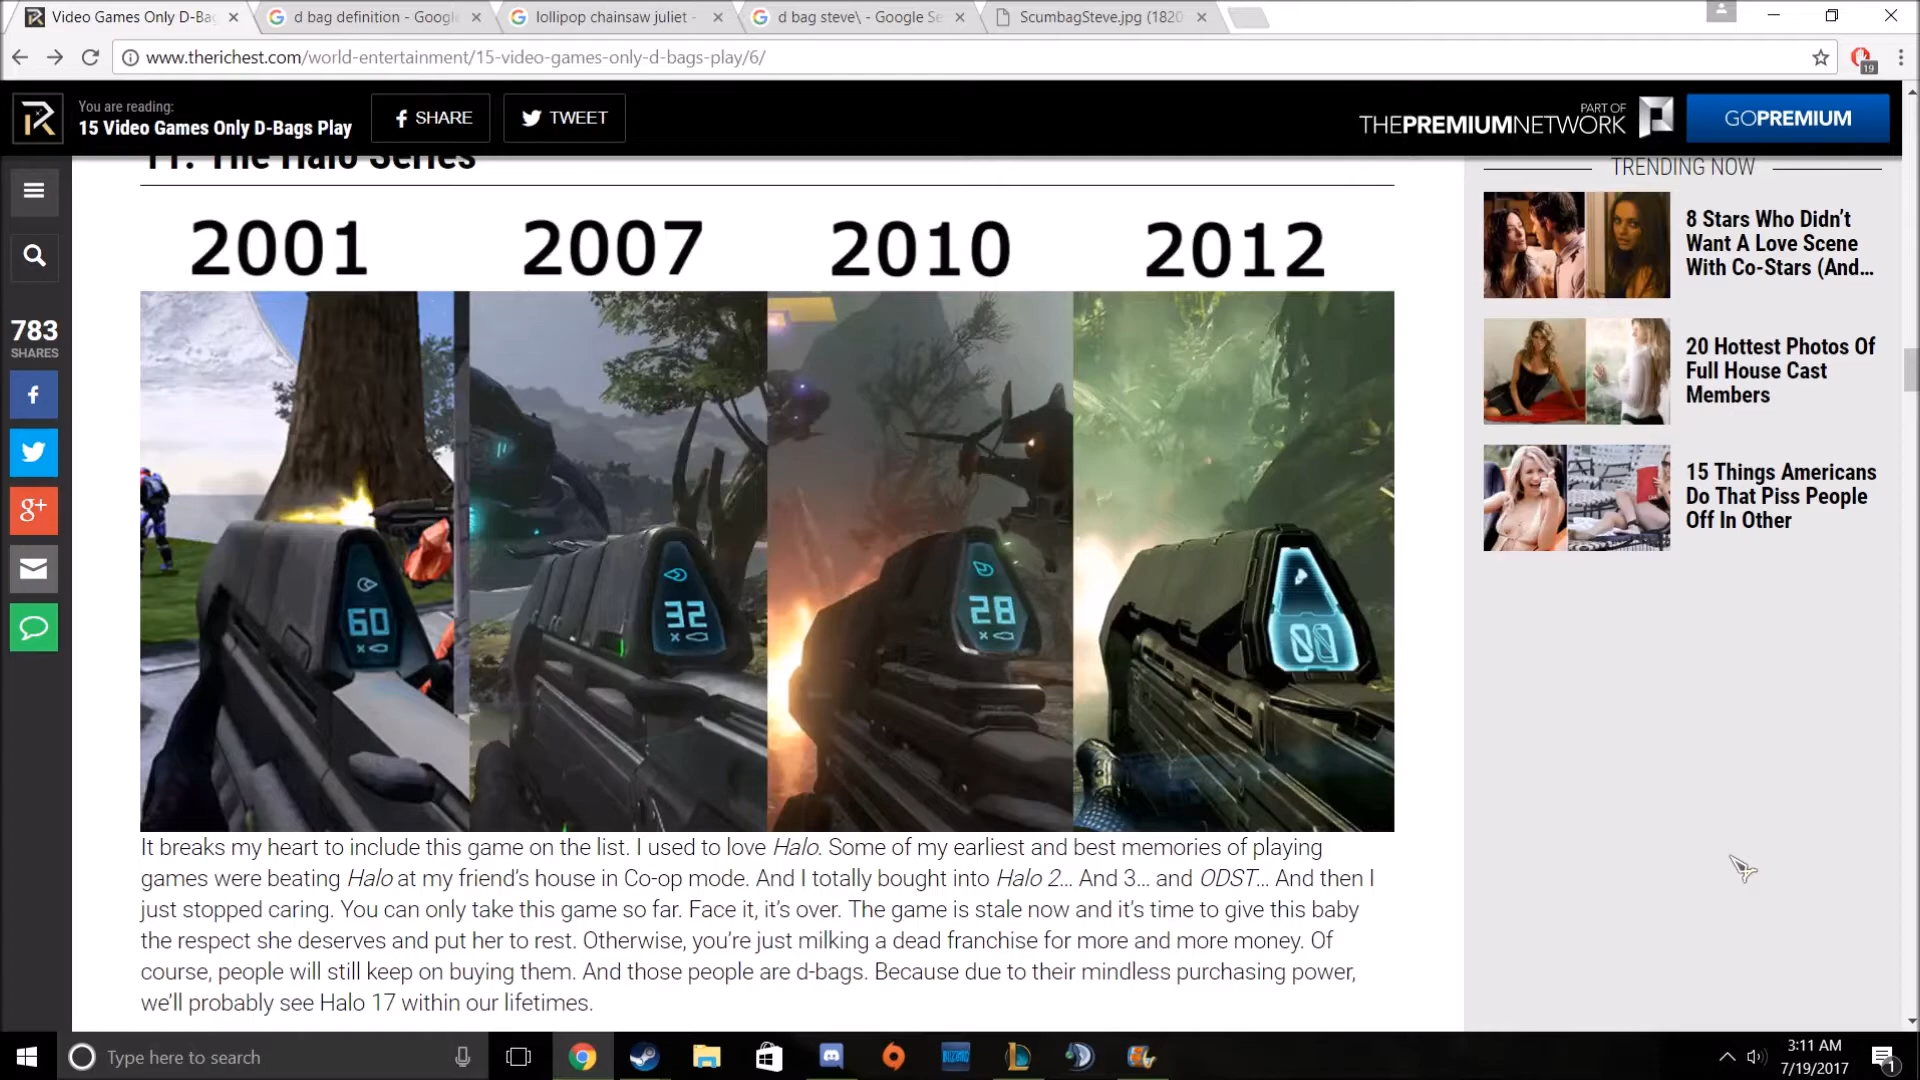 Video Games Only D-Ba
d bag definition - Googl
lollipop chainsaw juliet -
d bag steve\ - Google Se
ScumbagSteve.jpg (1820
www.therichest.com/world-entertainment/15-video-games-only-d-bags-play/6/
19
You are reading:
15 Video Games Only D-Bags Play
SHARE
TWEET
PART OF
THEPREMIUMNETWORK
GOPREMIUM
11. The Halo Series
2001
2007
2010
2012
60
32
28
00
It breaks my heart to include this game on the list. I used to love Halo. Some of my earliest and best memories of playing
games were beating Halo at my friend's house in Co-op mode. And I totally bought into Halo 2... And 3... and ODST... And then I
just stopped caring. You can only take this game so far. Face it, it's over. The game is stale now and it's time to give this baby
the respect she deserves and put her to rest. Otherwise, you're just milking a dead franchise for more and more money. Of
course, people will still keep on buying them. And those people are d-bags. Because due to their mindless purchasing power,
we'll probably see Halo 17 within our lifetimes.
783
SHARES
f
g+
TRENDING NOW
8 Stars Who Didn't
Want A Love Scene
With Co-Stars (And...
20 Hottest Photos Of
Full House Cast
Members
15 Things Americans
Do That Piss People
Off In Other
Type here to search
BLIZZARD
3:11 AM
7/19/2017
1